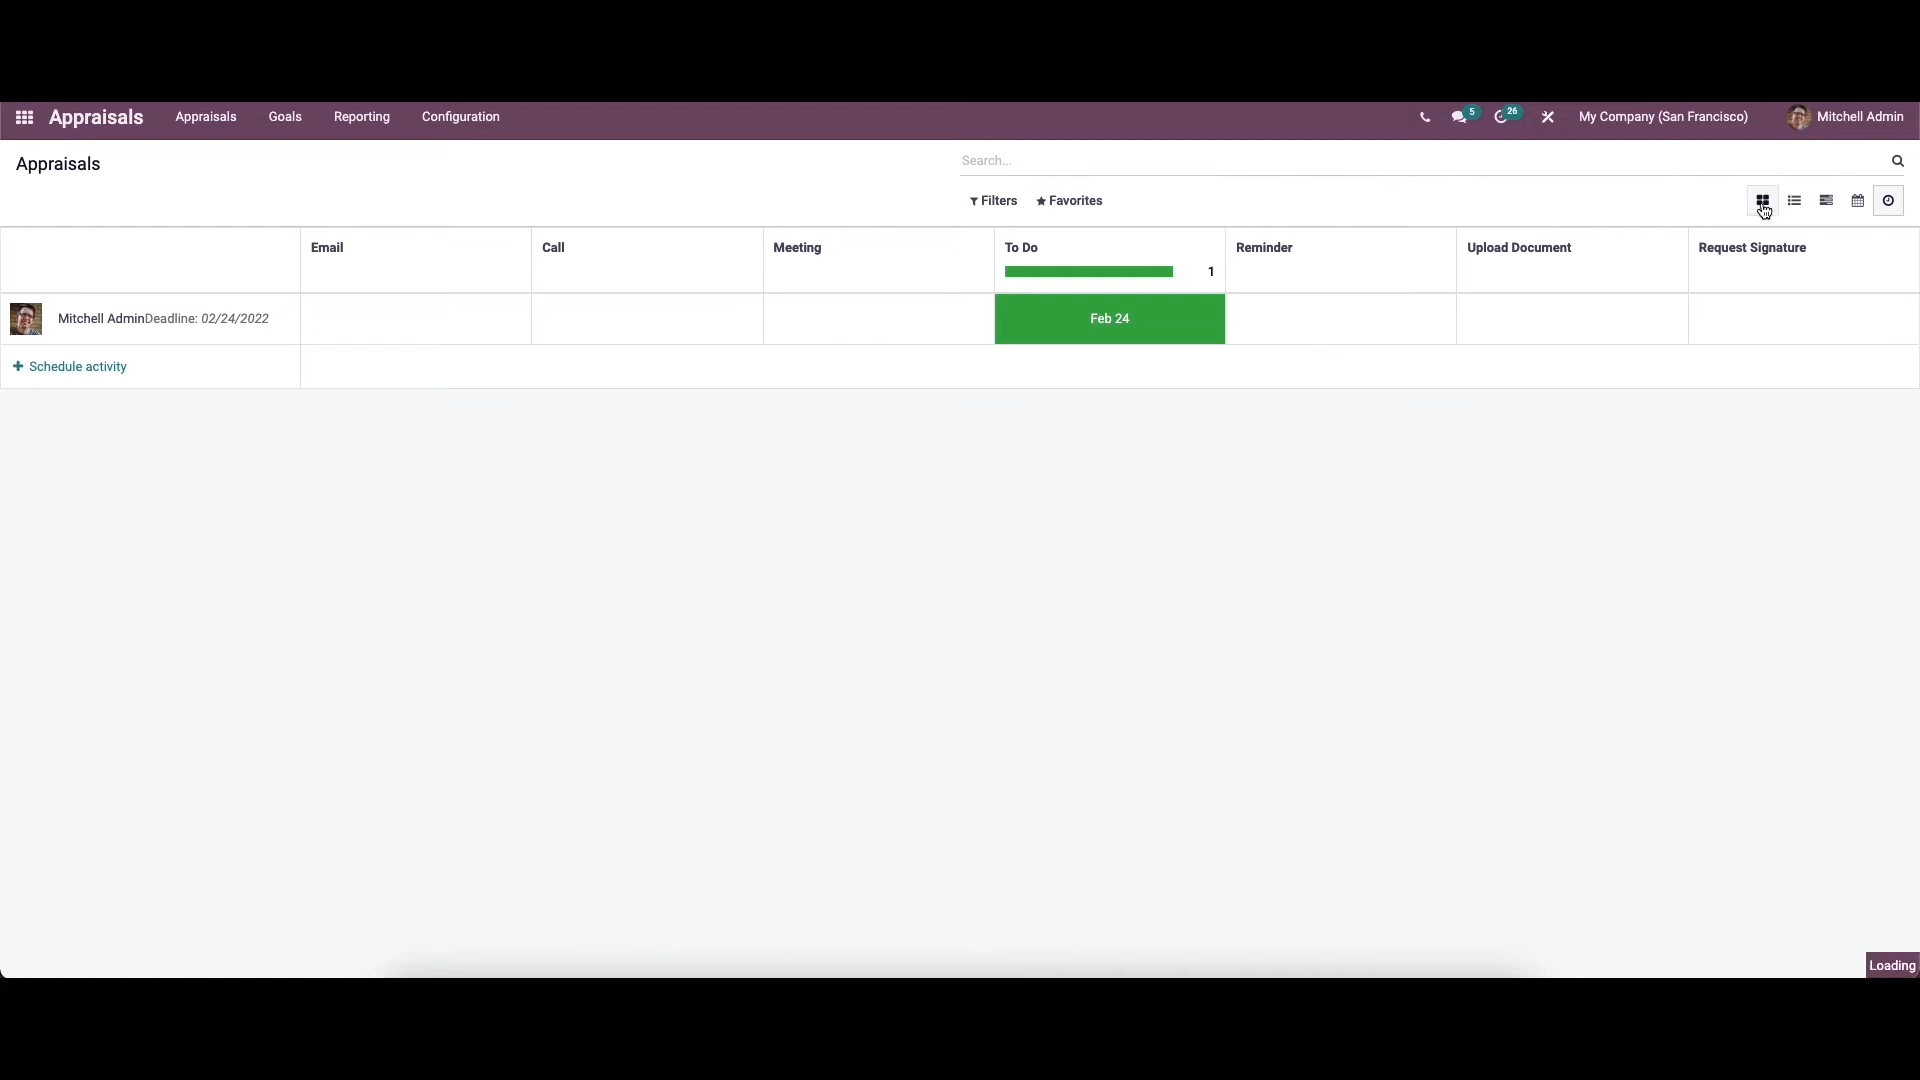 Appraisals Appraisals Goals Reporting Configuration 5 26 My Company (San Francisco) Mitchell Admin
Appraisals Search...
Filters Favorites
Email Call Meeting To Do Reminder Upload Document Request Signature
1
Mitchell AdminDeadline: 02/24/2022 Feb 24
+ Schedule activity
Loading